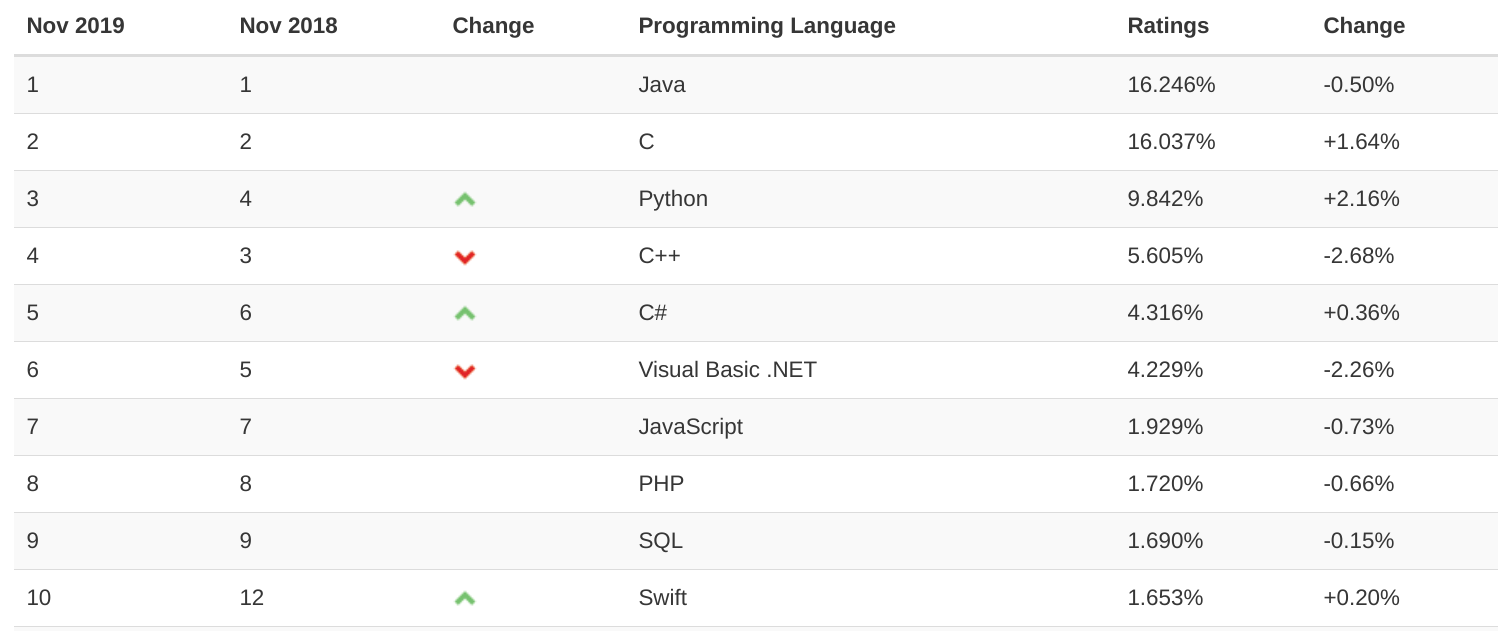 Nov 2019 Nov 2018 Change Programming Language Ratings Change
1 1 Java 16.246% -0.50%
2 2 C 16.037% +1.64%
3 4 Python 9.842% +2.16%
4 3 C++ 5.605% -2.68%
5 6 C# 4.316% +0.36%
6 5 Visual Basic .NET 4.229% -2.26%
7 7 JavaScript 1.929% -0.73%
8 8 PHP 1.720% -0.66%
9 9 SQL 1.690% -0.15%
10 12 Swift 1.653% +0.20%